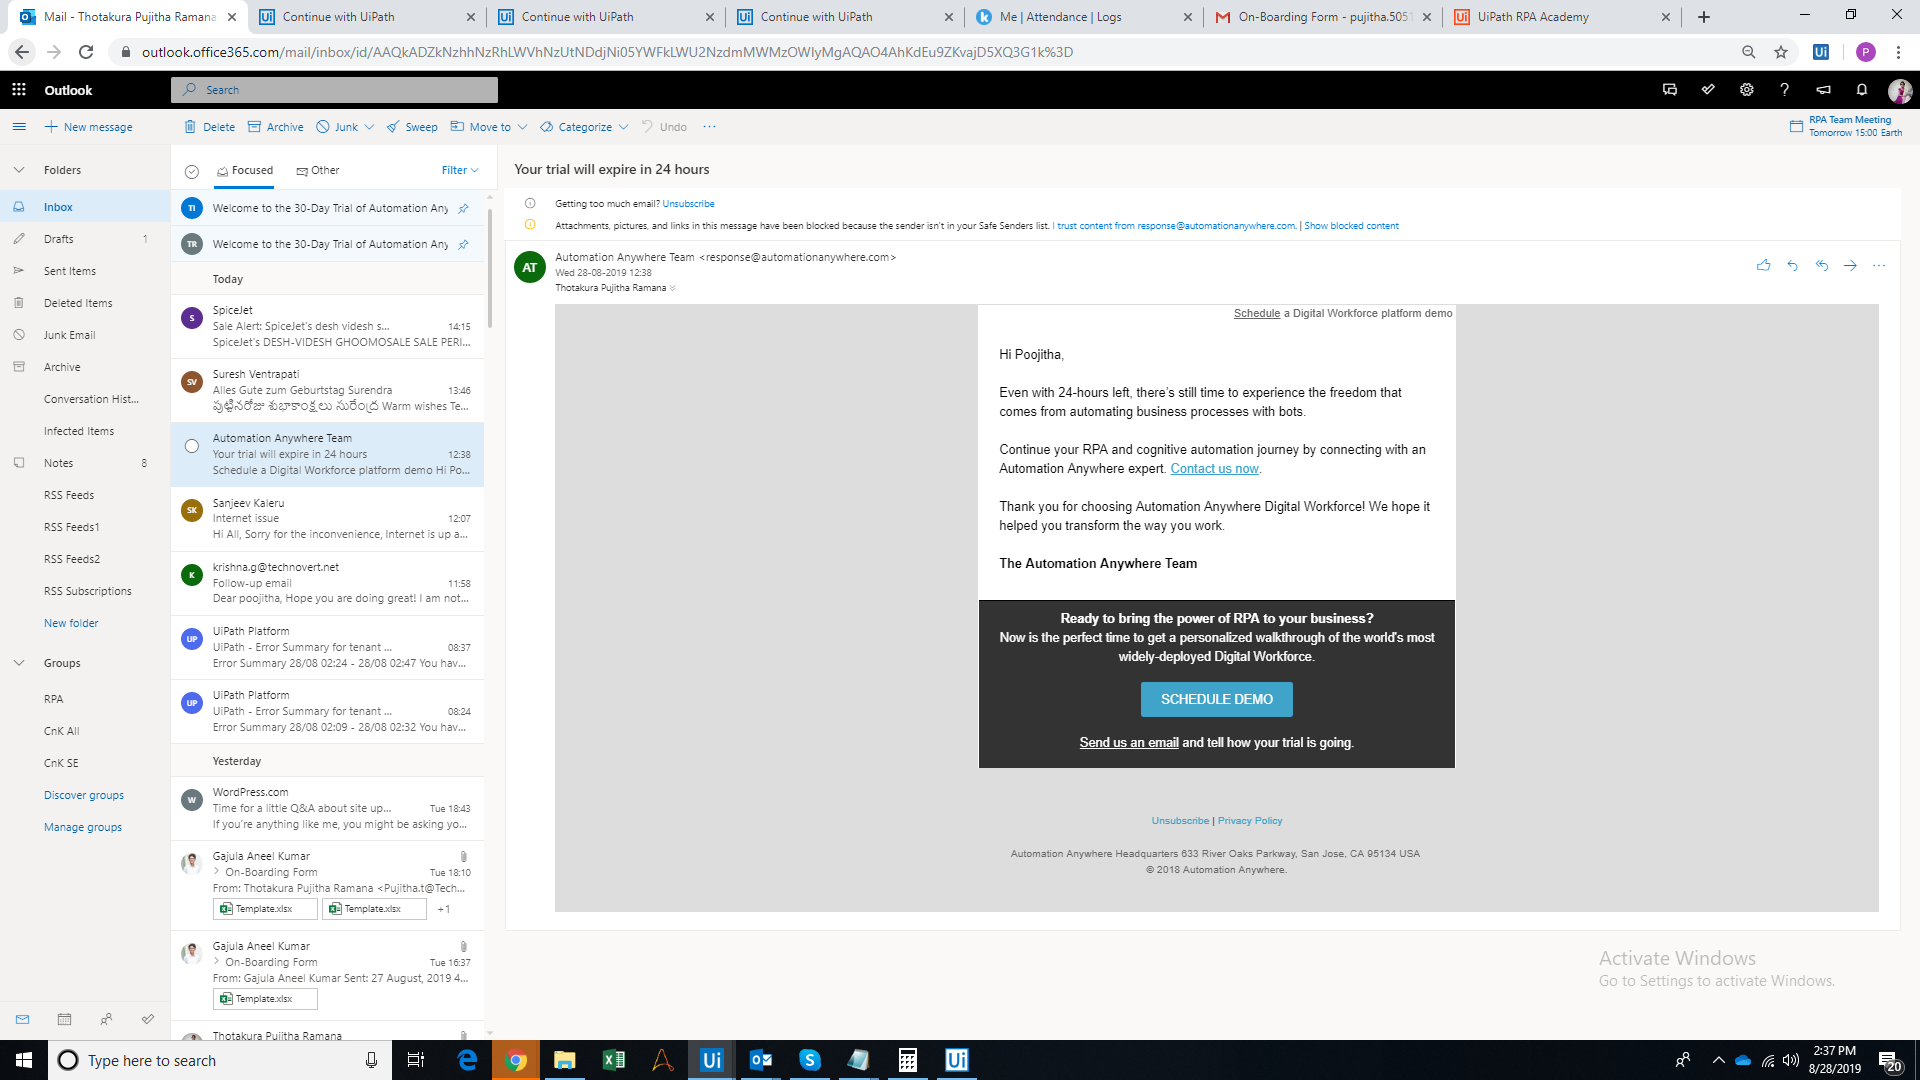 Mail - Thotakura Pujitha Ramana
Continue with UiPath
Continue with UiPath
Continue with UiPath
Me | Attendance | Logs
On-Boarding Form - pujitha.5051
UiPath RPA Academy
outlook.office365.com/mail/inbox/id/
Outlook
Search
RPA Team Meeting
Tomorrow 15:00 Earth
New message
Delete
Archive
Junk
Sweep
Move to
Categorize
Undo
Folders
Inbox
Drafts 1
Sent Items
Deleted Items
Junk Email
Archive
Conversation Hist...
Infected Items
Notes 8
RSS Feeds
RSS Feeds1
RSS Feeds2
RSS Subscriptions
New folder
Groups
RPA
CnK All
CnK SE
Discover groups
Manage groups
Focused
Other
Filter
TI
Welcome to the 30-Day Trial of Automation Any
TR
Welcome to the 30-Day Trial of Automation Any
Today
S
SpiceJet
Sale Alert: SpiceJet's desh videsh s... 14:15
SpiceJet's DESH-VIDESH GHOOMOSALE SALE PERI...
SV
Suresh Ventrapati
Alles Gute zum Geburtstag Surendra 13:46
పుట్టినరోజు శుభాకాంక్షలు సురేంద్ర Warm wishes Te...
Automation Anywhere Team
Your trial will expire in 24 hours 12:38
Schedule a Digital Workforce platform demo Hi Po...
SK
Sanjeev Kaleru
Internet issue 12:07
Hi All, Sorry for the inconvenience, Internet is up a...
K
krishna.g@technovert.net
Follow-up email 11:58
Dear poojitha, Hope you are doing great! I am not...
UP
UiPath Platform
UiPath - Error Summary for tenant ... 08:37
Error Summary 28/08 02:24 - 28/08 02:47 You hav...
UP
UiPath Platform
UiPath - Error Summary for tenant ... 08:24
Error Summary 28/08 02:09 - 28/08 02:32 You hav...
Yesterday
W
WordPress.com
Time for a little Q&A about site up... Tue 18:43
If you're anything like me, you might be asking yo...
Gajula Aneel Kumar
On-Boarding Form Tue 18:10
From: Thotakura Pujitha Ramana <Pujitha.t@Tech...
Template.xlsx Template.xlsx +1
Gajula Aneel Kumar
On-Boarding Form Tue 16:37
From: Gajula Aneel Kumar Sent: 27 August, 2019 4...
Template.xlsx
Thotakura Pujitha Ramana
Your trial will expire in 24 hours
Getting too much email? Unsubscribe
Attachments, pictures, and links in this message have been blocked because the sender isn't in your Safe Senders list. I trust content from response@automationanywhere.com. | Show blocked content
AT
Automation Anywhere Team <response@automationanywhere.com>
Wed 28-08-2019 12:38
Thotakura Pujitha Ramana
Schedule a Digital Workforce platform demo
Hi Poojitha,
Even with 24-hours left, there's still time to experience the freedom that
comes from automating business processes with bots.
Continue your RPA and cognitive automation journey by connecting with an
Automation Anywhere expert. Contact us now.
Thank you for choosing Automation Anywhere Digital Workforce! We hope it
helped you transform the way you work.
The Automation Anywhere Team
Ready to bring the power of RPA to your business?
Now is the perfect time to get a personalized walkthrough of the world's most
widely-deployed Digital Workforce.
SCHEDULE DEMO
Send us an email and tell how your trial is going.
Unsubscribe | Privacy Policy
Automation Anywhere Headquarters 633 River Oaks Parkway, San Jose, CA 95134 USA
© 2018 Automation Anywhere.
Activate Windows
Go to Settings to activate Windows.
Type here to search
2:37 PM
8/28/2019
20